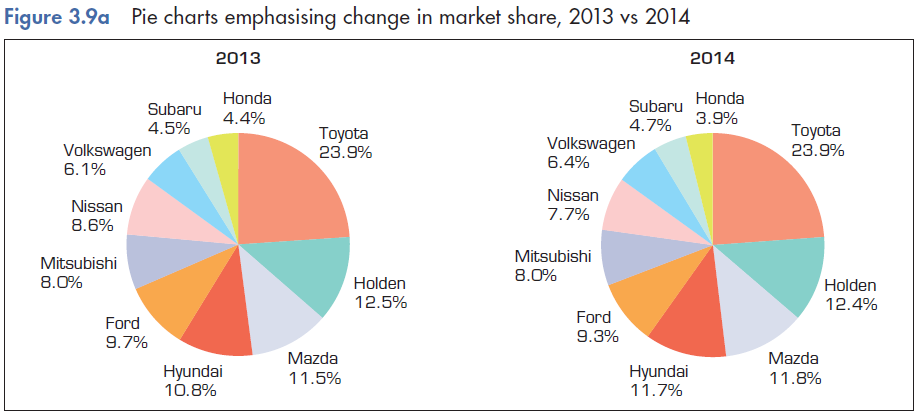 Figure 3.9a Pie charts emphasising change in market share, 2013 vs 2014
2013
Honda
4.4%
Subaru
4.5%
Toyota
23.9%
Volkswagen
6.1%
Nissan
8.6%
Mitsubishi
8.0%
Holden
12.5%
Ford
9.7%
Mazda
11.5%
Hyundai
10.8%
2014
Honda
3.9%
Subaru
4.7%
Toyota
23.9%
Volkswagen
6.4%
Nissan
7.7%
Mitsubishi
8.0%
Holden
12.4%
Ford
9.3%
Mazda
11.8%
Hyundai
11.7%